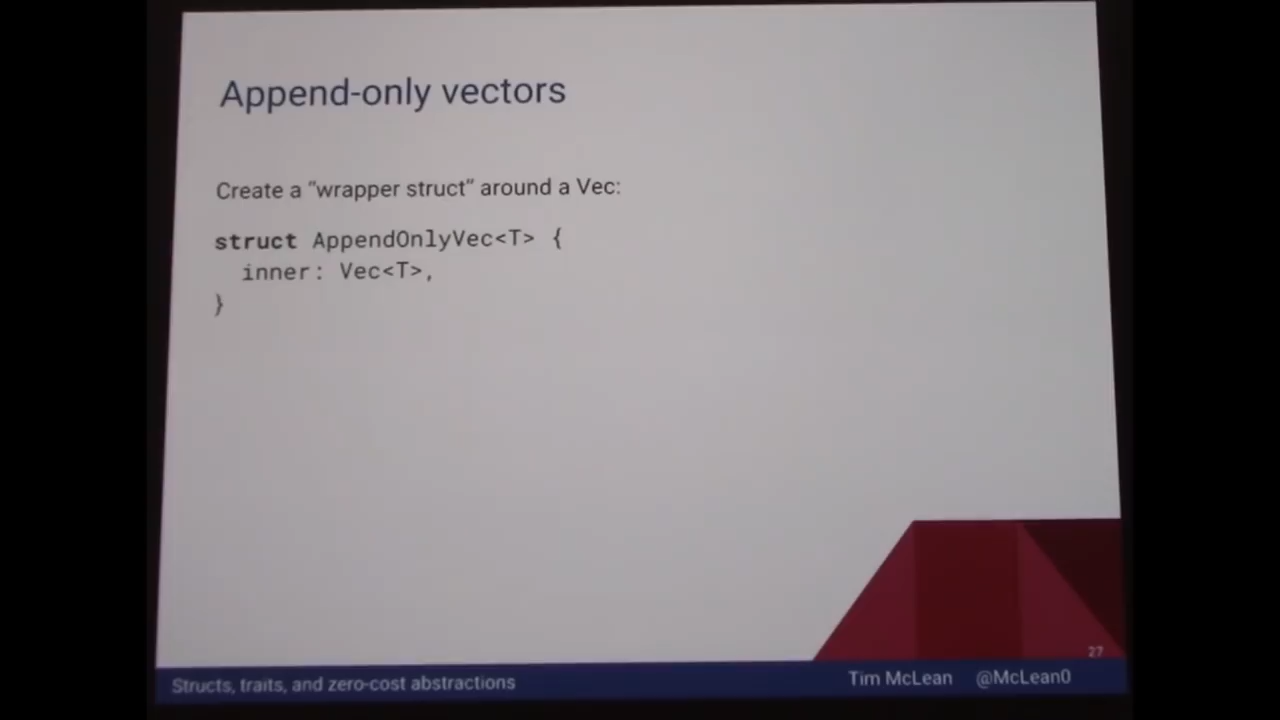 Append-only vectors
Create a “wrapper struct” around a Vec:
struct AppendOnlyVec<T> {
  inner: Vec<T>,
}
27
Structs, traits, and zero-cost abstractions
Tim McLean @McLean0